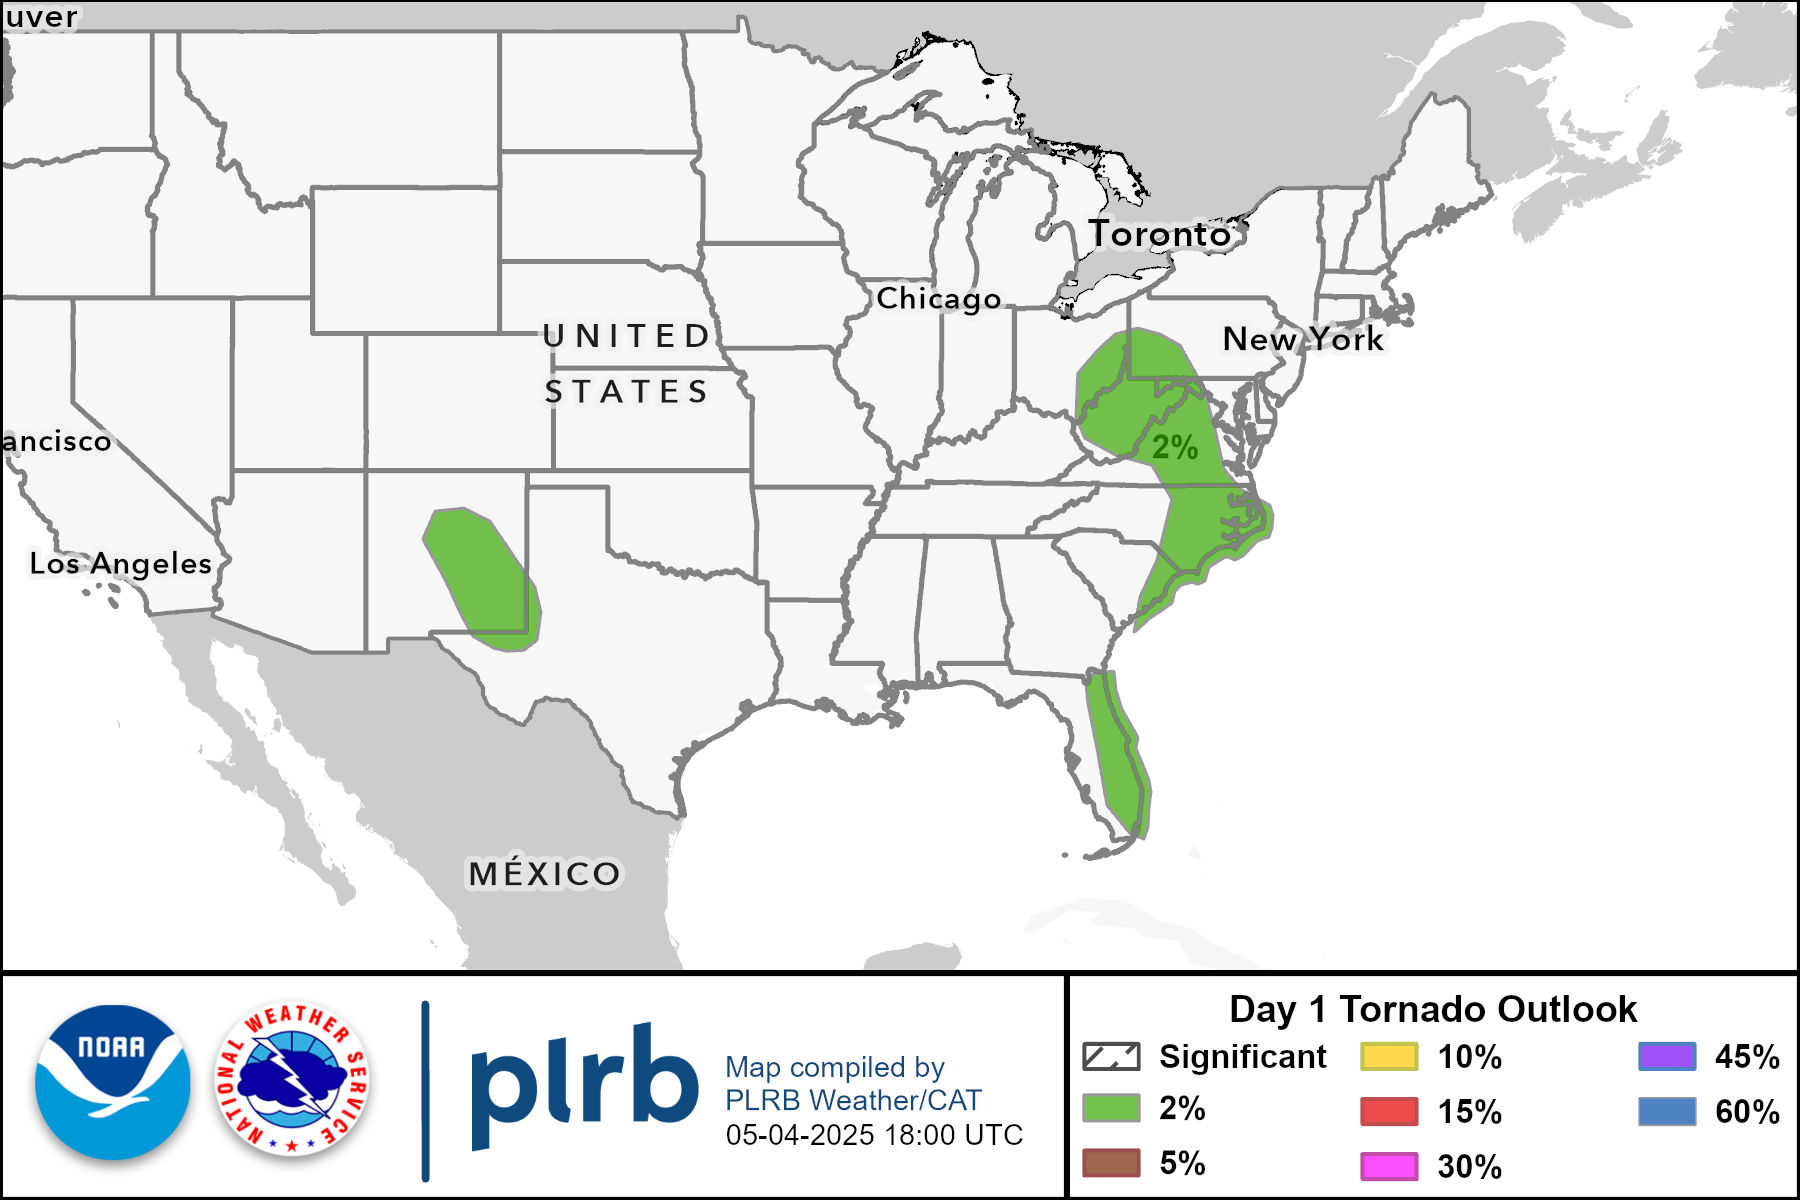 uver
Toronto
Chicago
UNITED
New York
STATES
ancisco
2%
Los Angeles
MÉXICO
NOAA
NATIONAL WEATHER SERVICE
plrb
Map compiled by
PLRB Weather/CAT
05-04-2025 18:00 UTC
Day 1 Tornado Outlook
Significant
2%
5%
10%
15%
30%
45%
60%